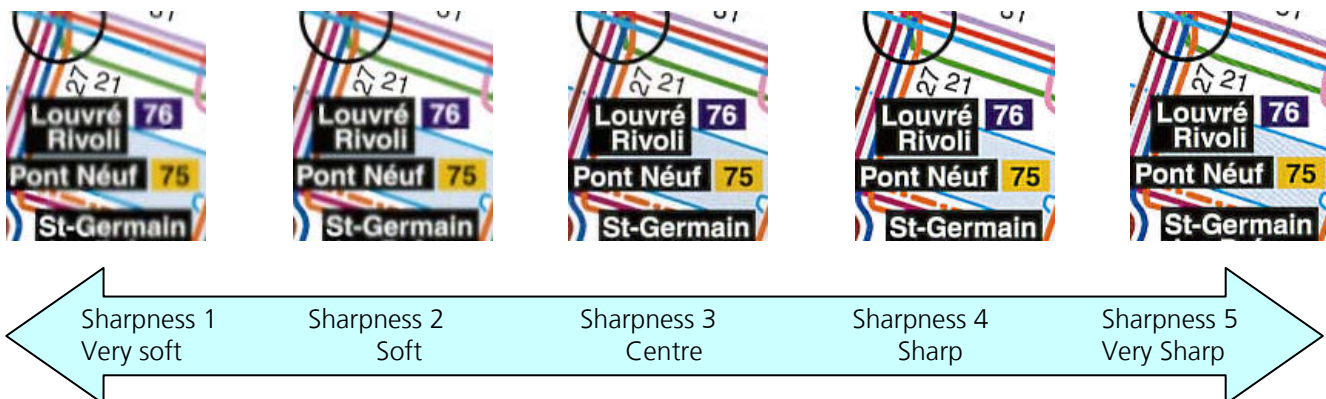 27 21
Louvré 76
Rivoli
Pont Néuf 75
St-Germain
27 21
Louvré 76
Rivoli
Pont Néuf 75
St-Germain
27 21
Louvré 76
Rivoli
Pont Néuf 75
St-Germain
27 21
Louvré 76
Rivoli
Pont Néuf 75
St-Germain
27 21
Louvré 76
Rivoli
Pont Néuf 75
St-Germain
Sharpness 1
Very soft
Sharpness 2
Soft
Sharpness 3
Centre
Sharpness 4
Sharp
Sharpness 5
Very Sharp